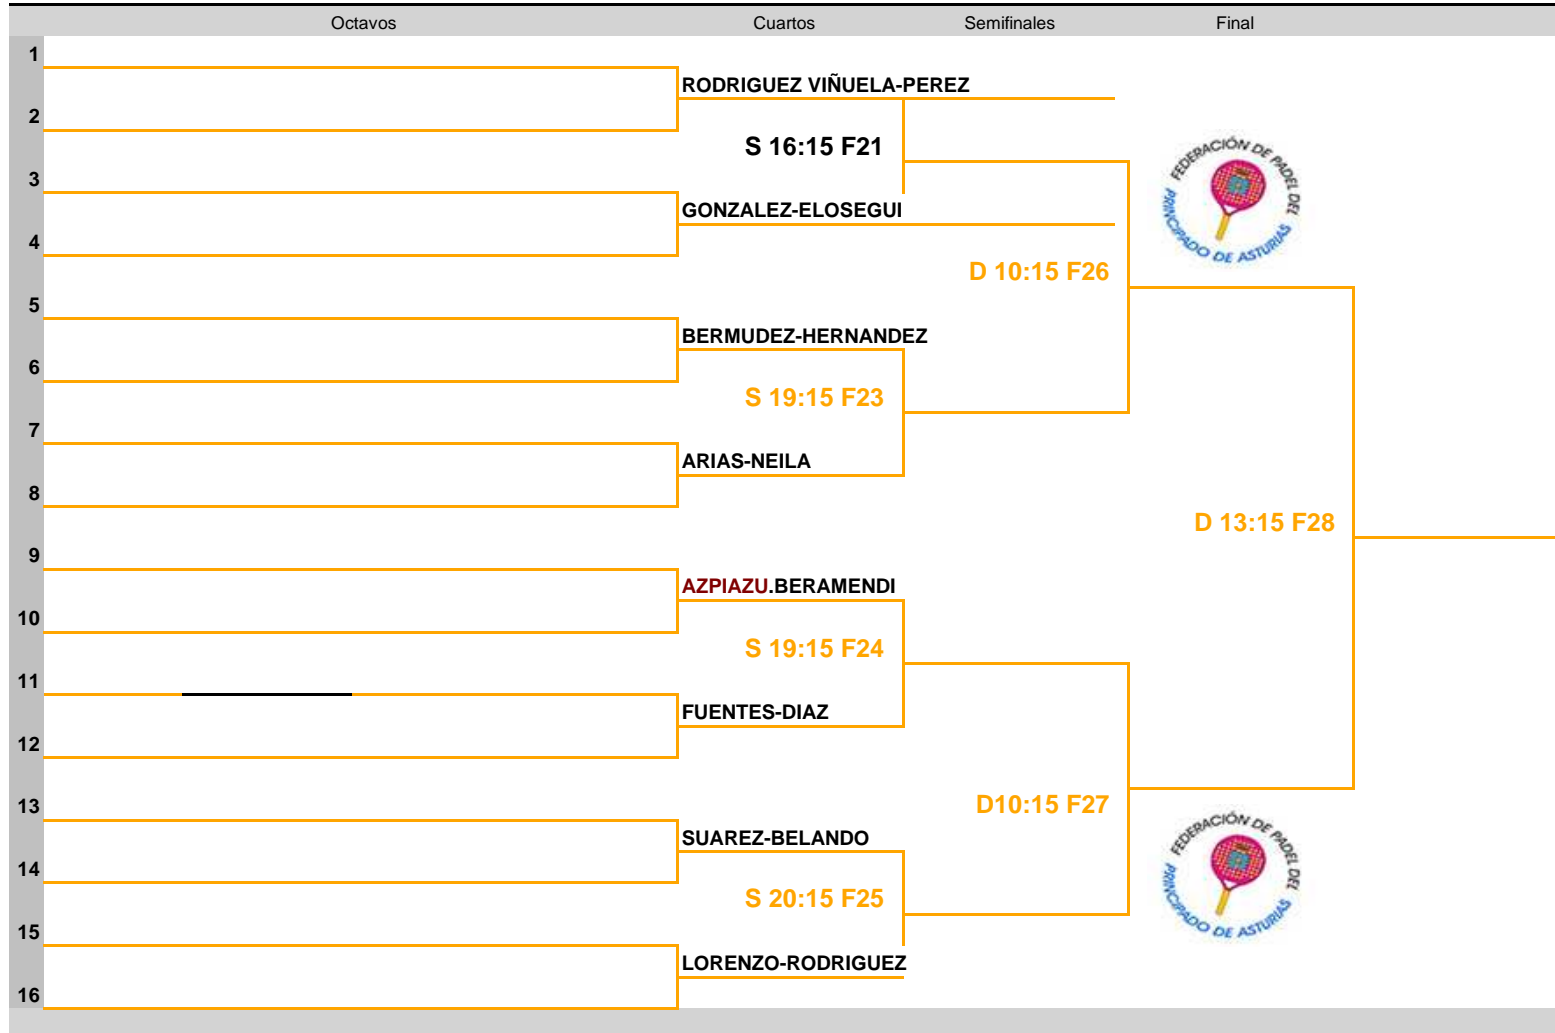 Octavos Cuartos Semifinales Final
1
RODRIGUEZ VIÑUELA-PEREZ
2
S 16:15 F21
FEDERACIÓN DE PADEL DEL
PRINCIPADO DE ASTURIAS
3
GONZALEZ-ELOSEGUI
4
D 10:15 F26
5
BERMUDEZ-HERNANDEZ
6
S 19:15 F23
7
ARIAS-NEILA
8
D 13:15 F28
9
AZPIAZU.BERAMENDI
10
S 19:15 F24
11
FUENTES-DIAZ
12
13
D10:15 F27
SUAREZ-BELANDO
FEDERACIÓN DE PADEL DEL
PRINCIPADO DE ASTURIAS
14
S 20:15 F25
15
LORENZO-RODRIGUEZ
16